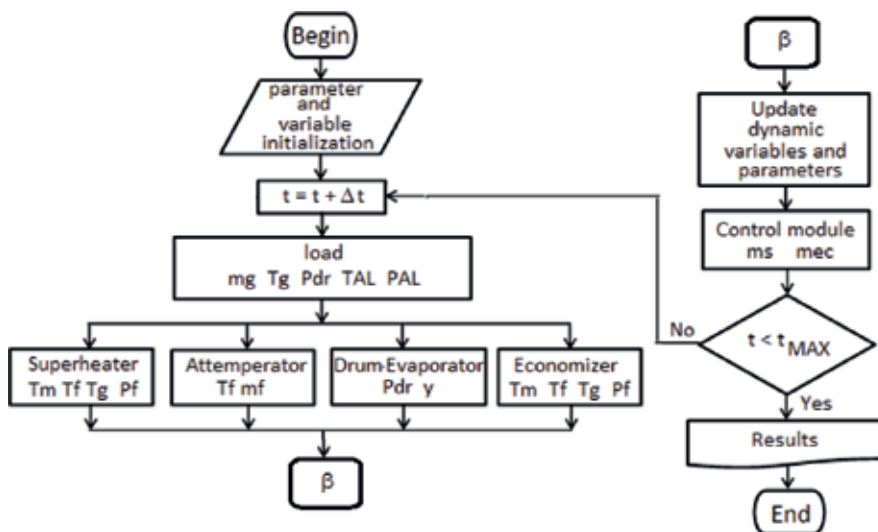 Begin
parameter
and
variable
initialization
t = t + Δt
load
mg Tg Pdr TAL PAL
Superheater
Tm Tf Tg Pf
Attemperator
Tf mf
Drum-Evaporator
Pdr y
Economizer
Tm Tf Tg Pf
β
β
Update
dynamic
variables and
parameters
Control module
ms mec
t < tMAX
No
Yes
Results
End